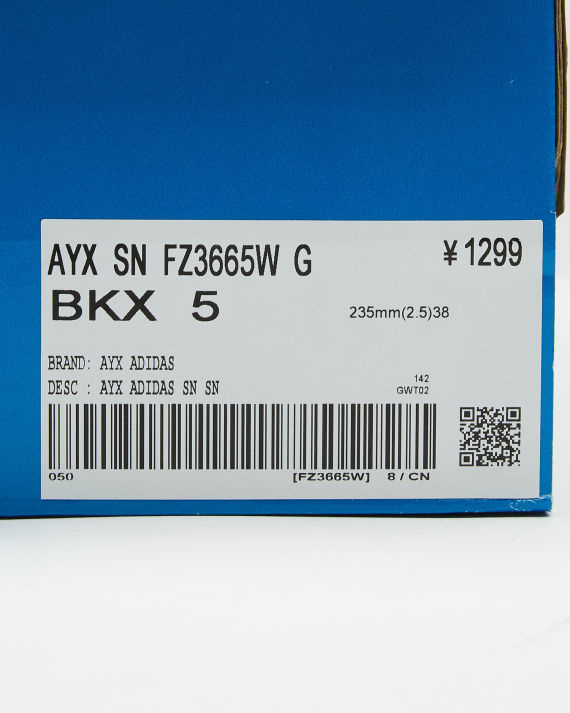 AYX SN FZ3665W G
¥1299
BKX 5
235mm(2.5)38
BRAND: AYX ADIDAS
DESC : AYX ADIDAS SN SN
142
GWT02
050 [FZ3665W] 8/CN